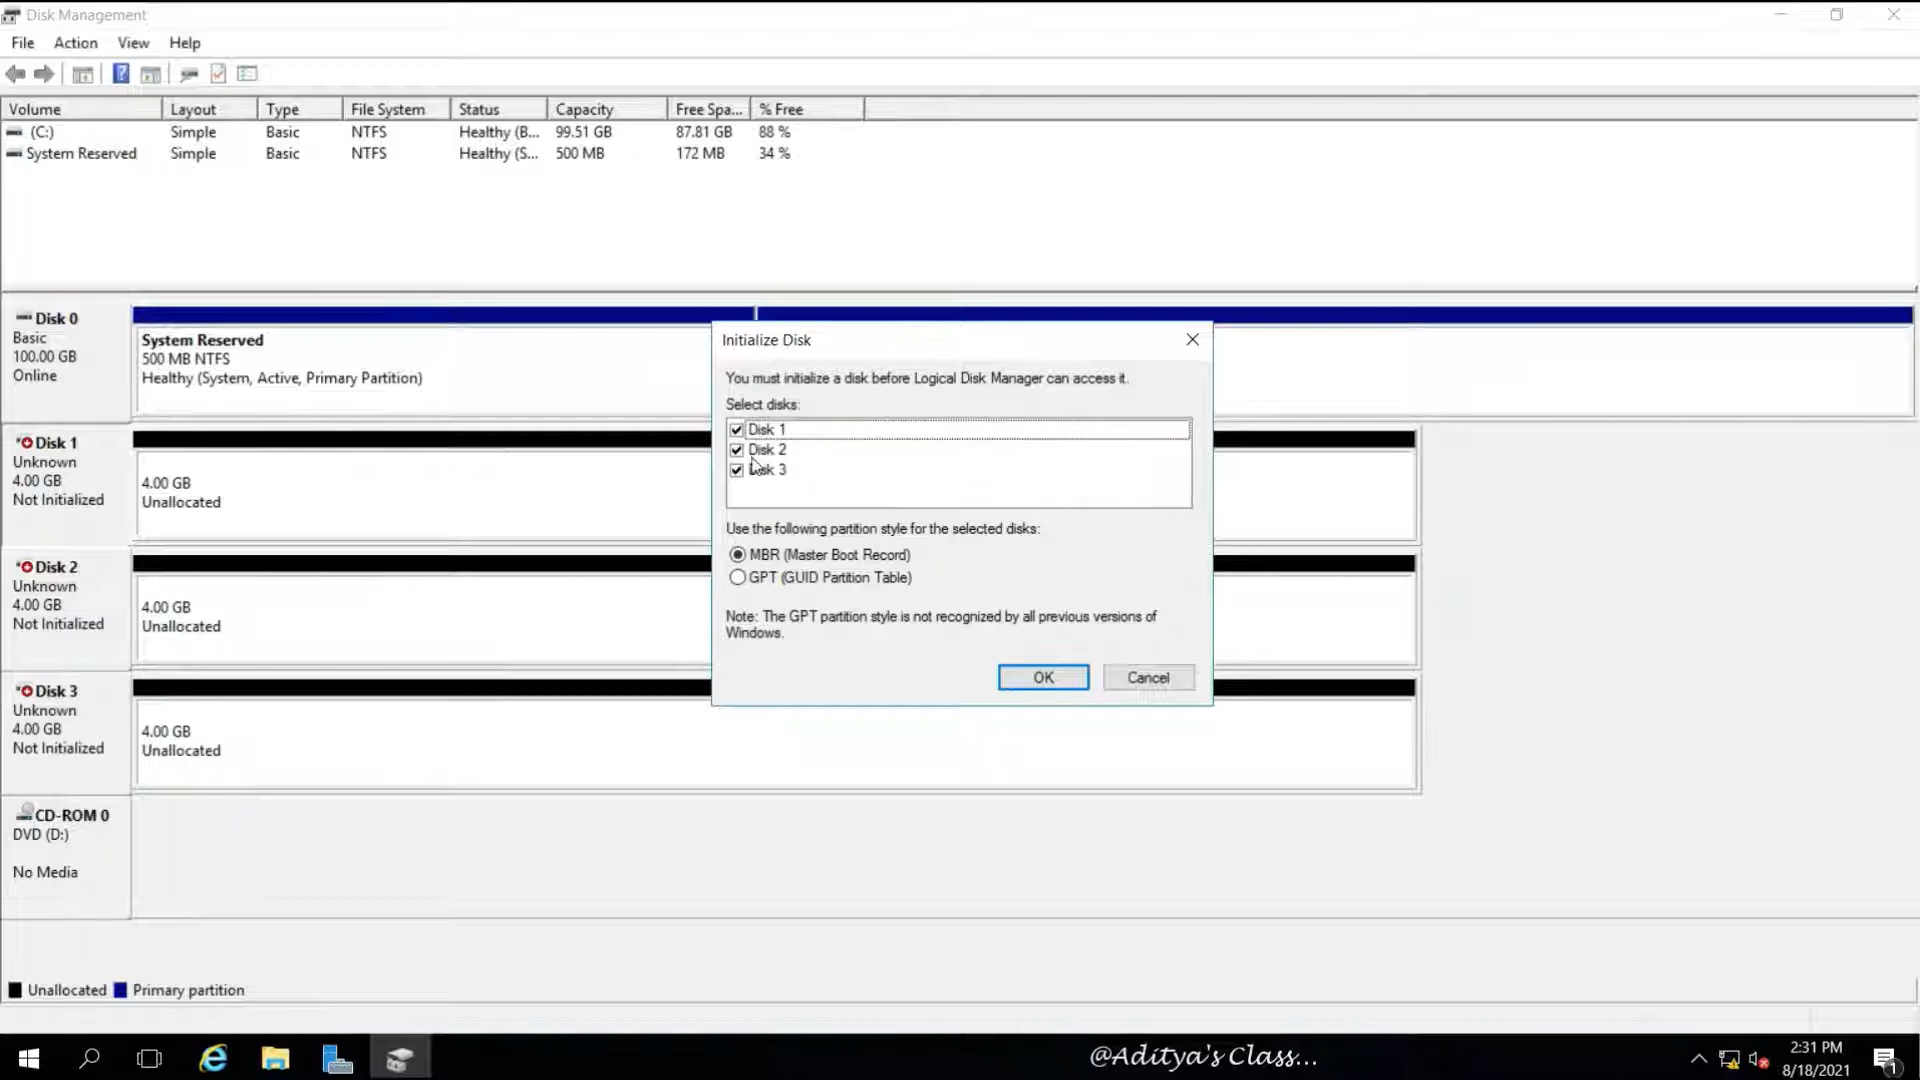 Disk Management
File Action View Help
Volume Layout Type File System Status Capacity Free Spa... % Free
(C:) Simple Basic NTFS Healthy (B... 99.51 GB 87.81 GB 88 %
System Reserved Simple Basic NTFS Healthy (S... 500 MB 172 MB 34 %
Disk 0
Basic
100.00 GB
Online
System Reserved
500 MB NTFS
Healthy (System, Active, Primary Partition)
Disk 1
Unknown
4.00 GB
Not Initialized
4.00 GB
Unallocated
Disk 2
Unknown
4.00 GB
Not Initialized
4.00 GB
Unallocated
Disk 3
Unknown
4.00 GB
Not Initialized
4.00 GB
Unallocated
CD-ROM 0
DVD (D:)
No Media
Initialize Disk
You must initialize a disk before Logical Disk Manager can access it.
Select disks:
Disk 1
Disk 2
Disk 3
Use the following partition style for the selected disks:
MBR (Master Boot Record)
GPT (GUID Partition Table)
Note: The GPT partition style is not recognized by all previous versions of
Windows.
OK Cancel
Unallocated Primary partition
@Aditya's Class...
2:31 PM
8/18/2021
1